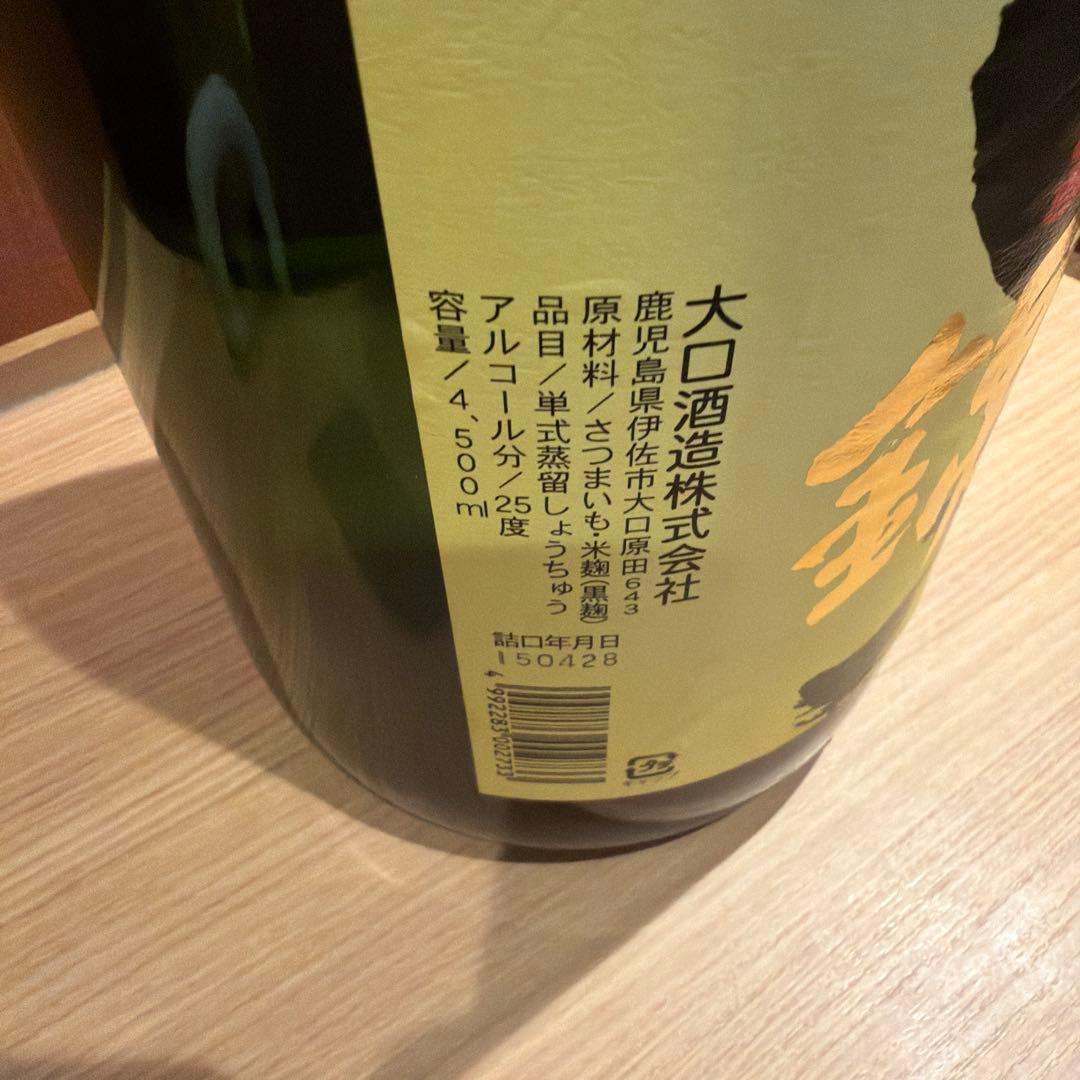 大口酒造株式会社
鹿児島県伊佐市大口原田643
原材料/さつまいも・米麹(黒麹)
品目/単式蒸留しょうちゅう
アルコール分/25度
容量/4,500ml
詰口年月日
150428
4992283002733